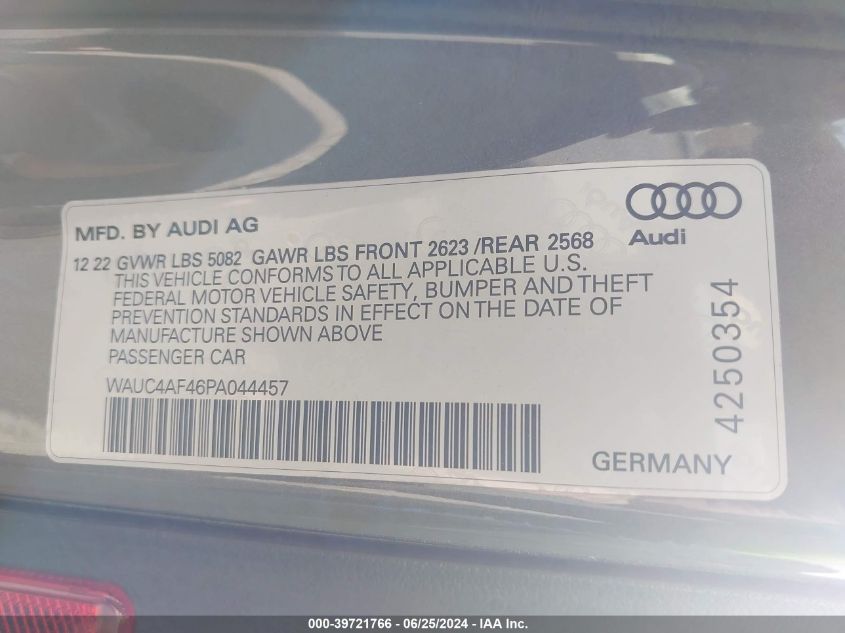 MFD. BY AUDI AG
Audi
12 22 GVWR LBS 5082 GAWR LBS FRONT 2623 /REAR 2568
THIS VEHICLE CONFORMS TO ALL APPLICABLE U.S.
FEDERAL MOTOR VEHICLE SAFETY, BUMPER AND THEFT
PREVENTION STANDARDS IN EFFECT ON THE DATE OF
MANUFACTURE SHOWN ABOVE
PASSENGER CAR
WAUC4AF46PA044457
4250354
GERMANY
000-39721766 - 06/25/2024 - IAA Inc.